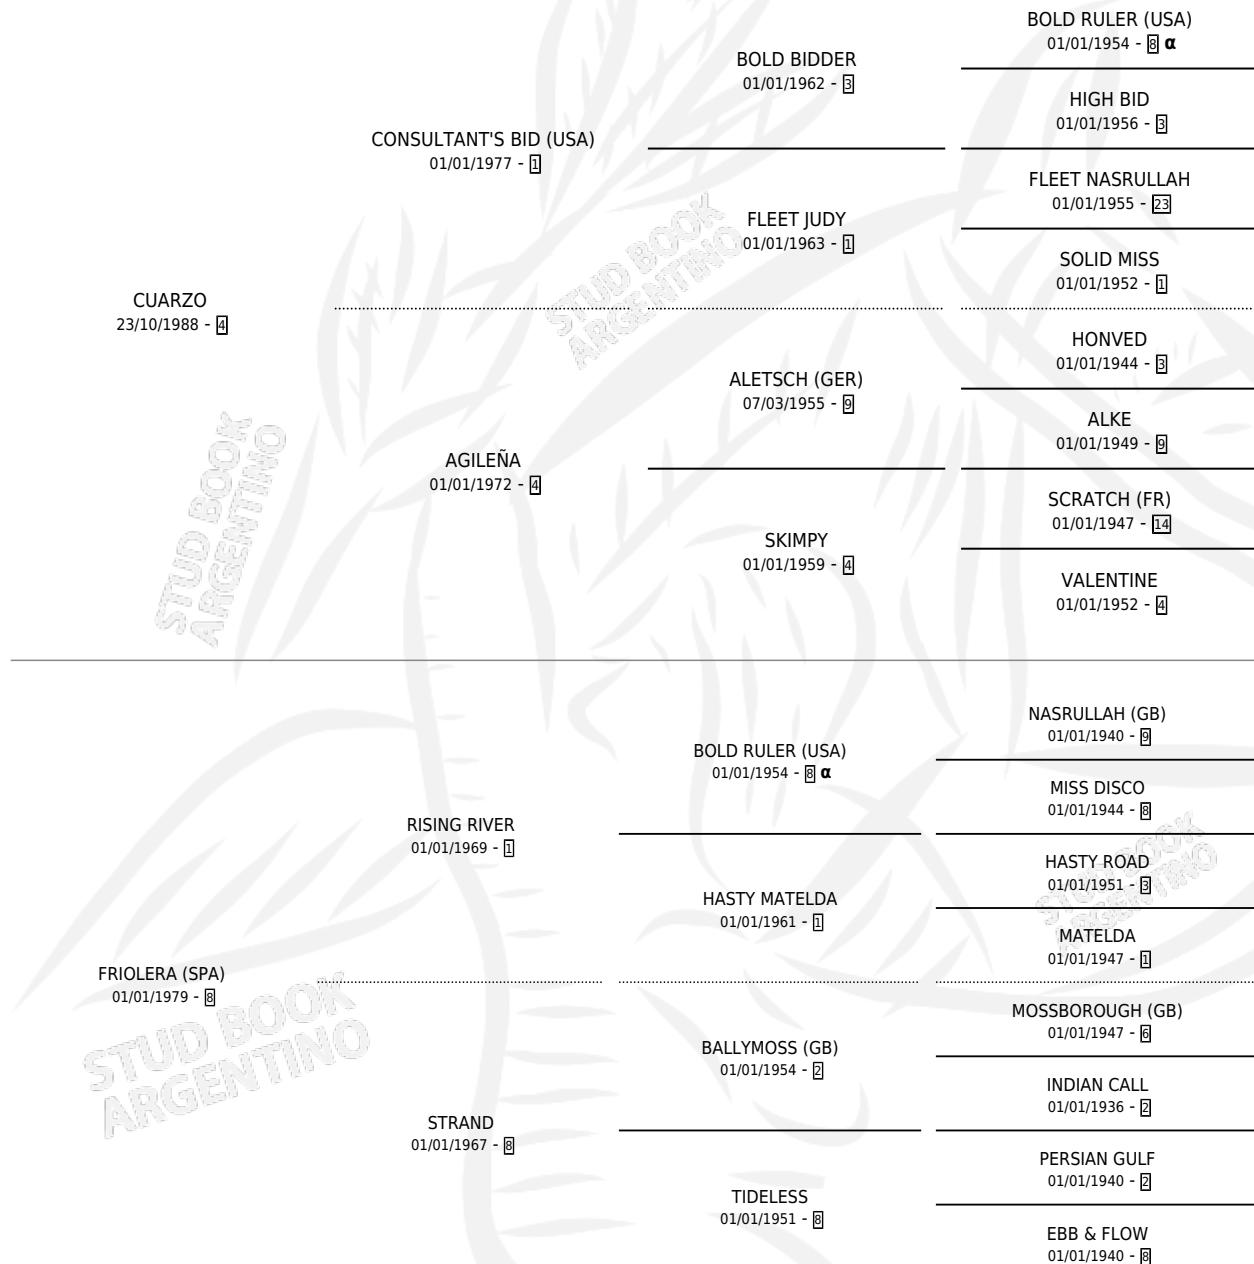 BOLD RULER (USA)
01/01/1954 - 8 α
BOLD BIDDER
01/01/1962 - 3
HIGH BID
01/01/1956 - 3
CONSULTANT'S BID (USA)
01/01/1977 - 1
FLEET NASRULLAH
01/01/1955 - 23
FLEET JUDY
01/01/1963 - 1
SOLID MISS
01/01/1952 - 1
CUARZO
23/10/1988 - 4
STUD BOOK
ARGENTINO
HONVED
01/01/1944 - 3
ALETSCH (GER)
07/03/1955 - 9
ALKE
01/01/1949 - 9
AGILEÑA
01/01/1972 - 4
SCRATCH (FR)
01/01/1947 - 14
SKIMPY
01/01/1959 - 4
VALENTINE
01/01/1952 - 4
STUD BOOK
ARGENTINO
NASRULLAH (GB)
01/01/1940 - 9
BOLD RULER (USA)
01/01/1954 - 8 α
MISS DISCO
01/01/1944 - 8
RISING RIVER
01/01/1969 - 1
HASTY ROAD
01/01/1951 - 3
HASTY MATELDA
01/01/1961 - 1
MATELDA
01/01/1947 - 1
STUD BOOK
ARGENTINO
FRIOLERA (SPA)
01/01/1979 - 8
MOSSBOROUGH (GB)
01/01/1947 - 6
BALLYMOSS (GB)
01/01/1954 - 2
INDIAN CALL
01/01/1936 - 2
STUD BOOK
ARGENTINO
STRAND
01/01/1967 - 8
PERSIAN GULF
01/01/1940 - 2
TIDELESS
01/01/1951 - 8
EBB & FLOW
01/01/1940 - 8